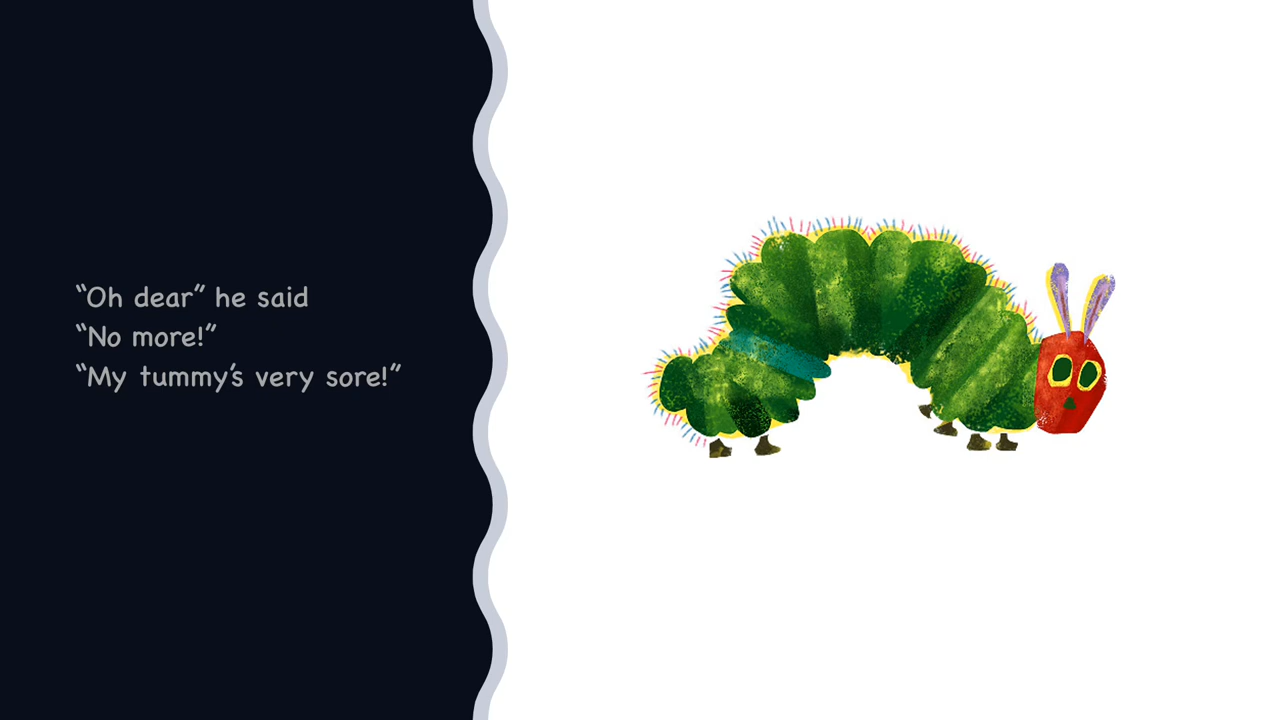 “Oh dear” he said
“No more!”
“My tummy’s very sore!”